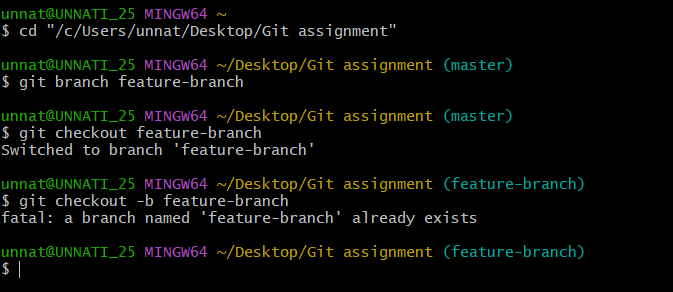 unnat@UNNATI_25 MINGW64 ~
$ cd "/c/Users/unnat/Desktop/Git assignment"
unnat@UNNATI_25 MINGW64 ~/Desktop/Git assignment (master)
$ git branch feature-branch
unnat@UNNATI_25 MINGW64 ~/Desktop/Git assignment (master)
$ git checkout feature-branch
Switched to branch 'feature-branch'
unnat@UNNATI_25 MINGW64 ~/Desktop/Git assignment (feature-branch)
$ git checkout -b feature-branch
fatal: a branch named 'feature-branch' already exists
unnat@UNNATI_25 MINGW64 ~/Desktop/Git assignment (feature-branch)
$